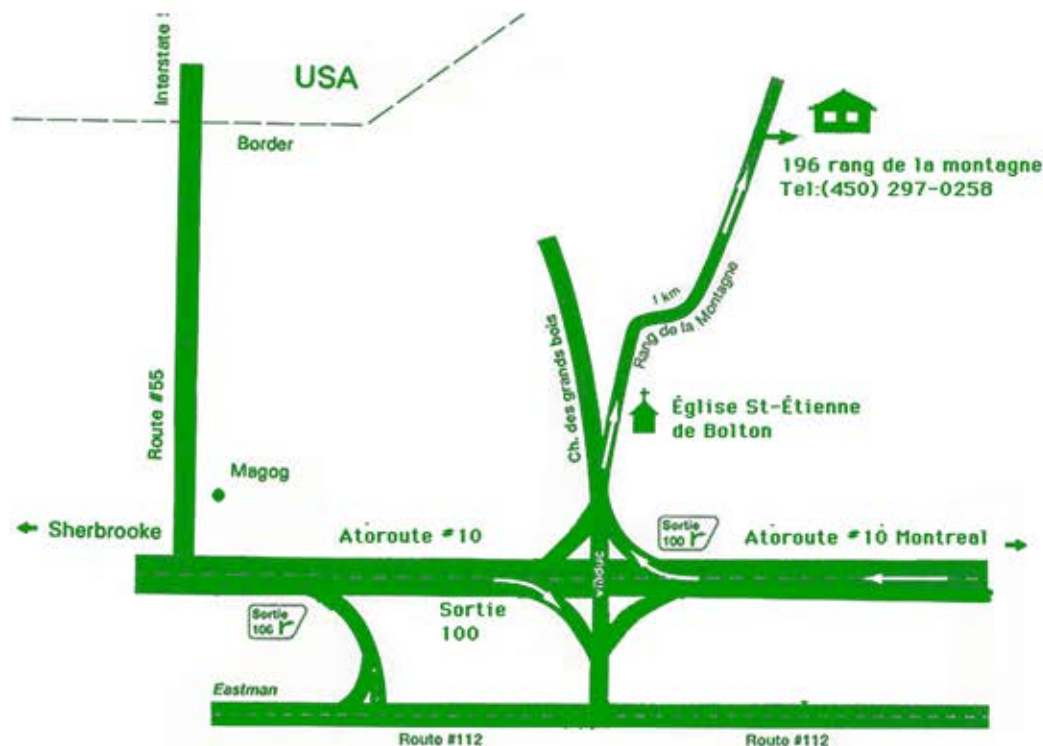 Interstate
USA
Border
196 rang de la montagne
Tel:(450) 297-0258
1 km
Rang de la Montagne
Ch. des grands bois
Route #55
Église St-Étienne
de Bolton
Magog
Sherbrooke
Atòroute #10
Sortie
100
Atòroute #10 Montreal
viaduc
Sortie
100
Sortie
106
Eastman
Route #112
Route #112